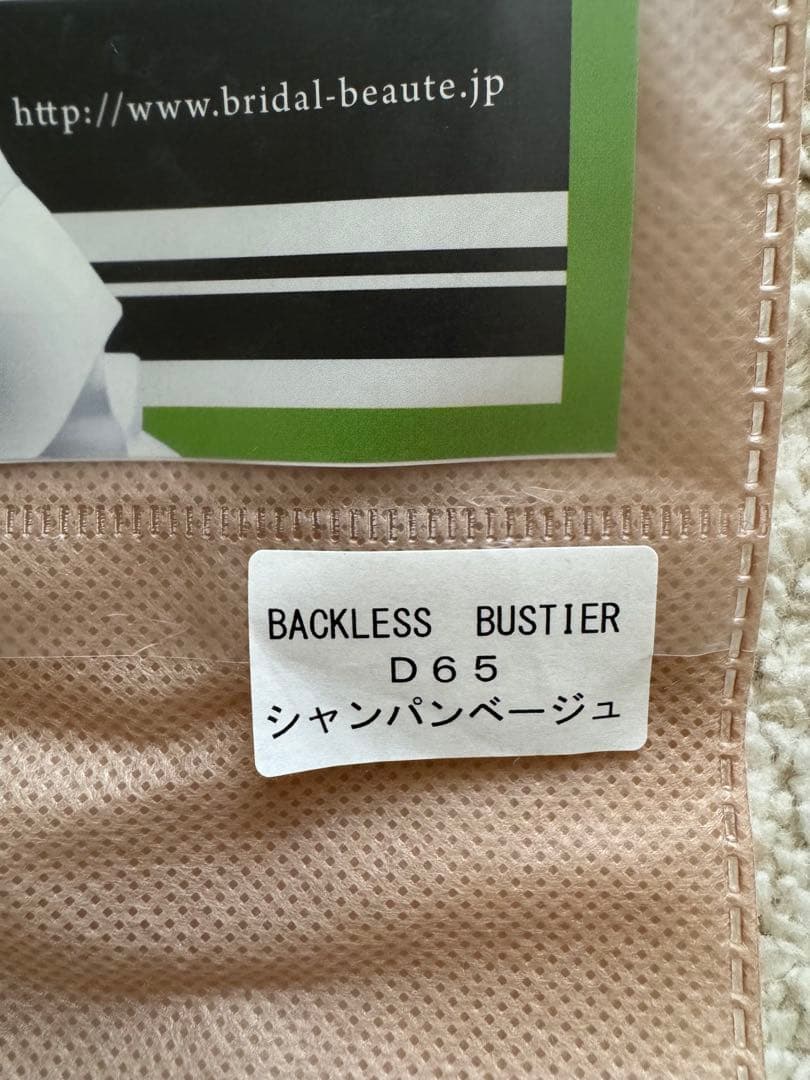 http://www.bridal-beaute.jp
BACKLESS BUSTIER
D65
シャンパンベージュ